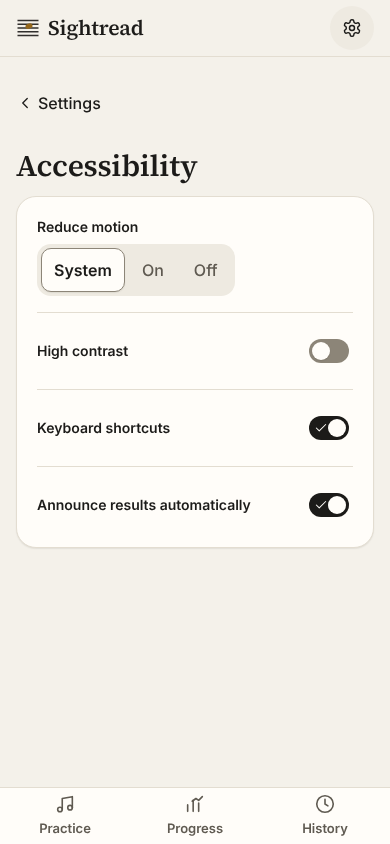 Sightread
Settings
Accessibility
Reduce motion
System On Off
High contrast
Keyboard shortcuts
Announce results automatically
Practice Progress History